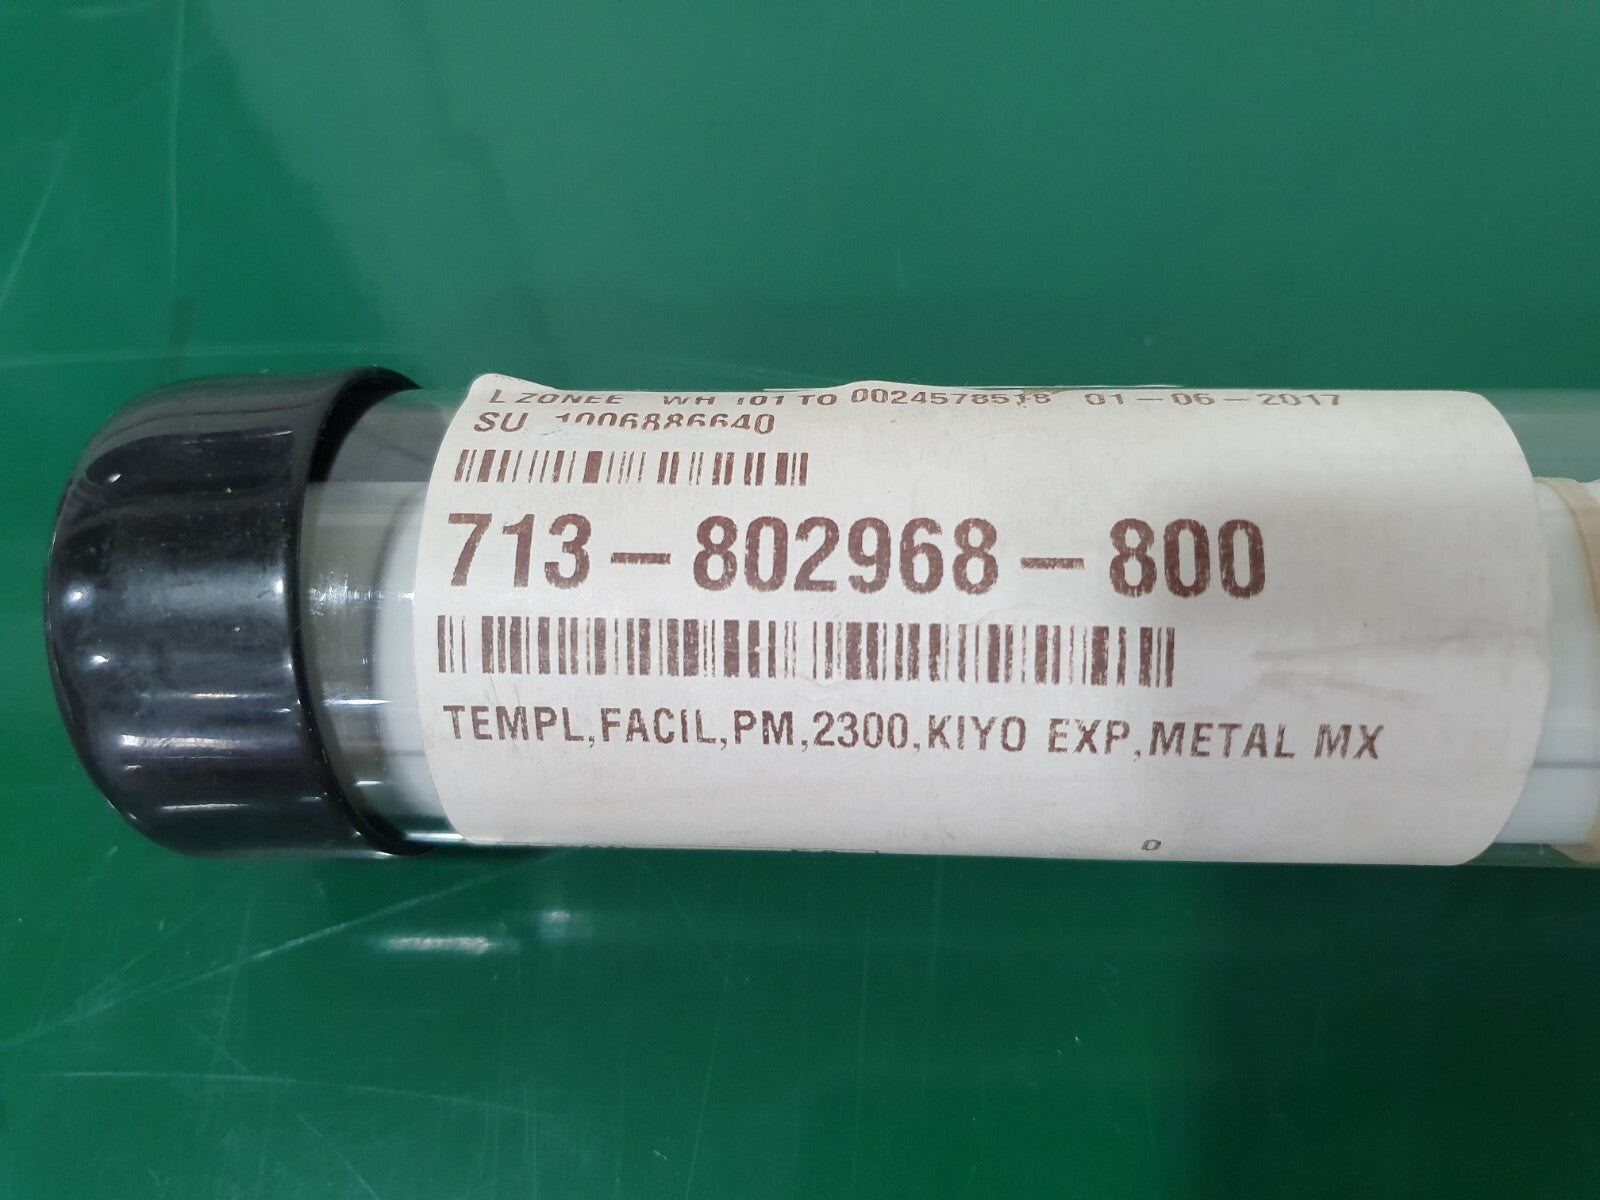 L ZONEE WH 101 TO 0024578518 01-06-2017
SU 1006886640
713-802968-800
TEMPL,FACIL,PM,2300,KIYO EXP,METAL MX